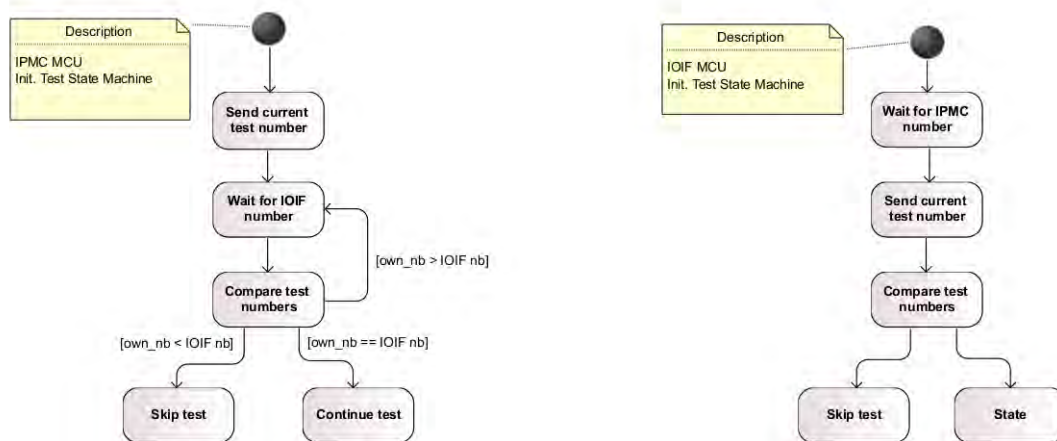 Description
IPMC MCU
Init. Test State Machine
Send current
test number
Wait for IOIF
number
[own_nb > IOIF nb]
Compare test
numbers
[own_nb < IOIF nb]
[own_nb == IOIF nb]
Skip test
Continue test
Description
IOIF MCU
Init. Test State Machine
Wait for IPMC
number
Send current
test number
Compare test
numbers
Skip test
State